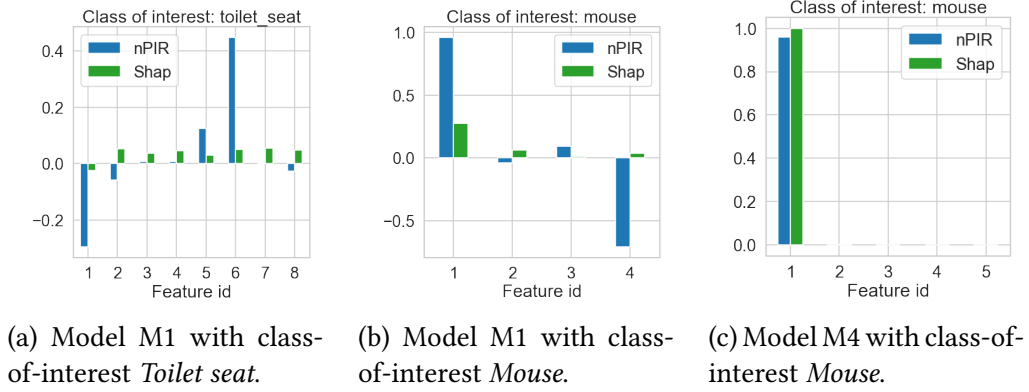 Class of interest: toilet_seat
nPIR
Shap
0.4
0.2
0.0
−0.2
1 2 3 4 5 6 7 8
Feature id
(a) Model M1 with class-
of-interest Toilet seat.
Class of interest: mouse
nPIR
Shap
1.0
0.5
0.0
−0.5
1 2 3 4
Feature id
(b) Model M1 with class-
of-interest Mouse.
Class of interest: mouse
nPIR
Shap
1.0
0.8
0.6
0.4
0.2
0.0
1 2 3 4 5
Feature id
(c) Model M4 with class-of-
interest Mouse.